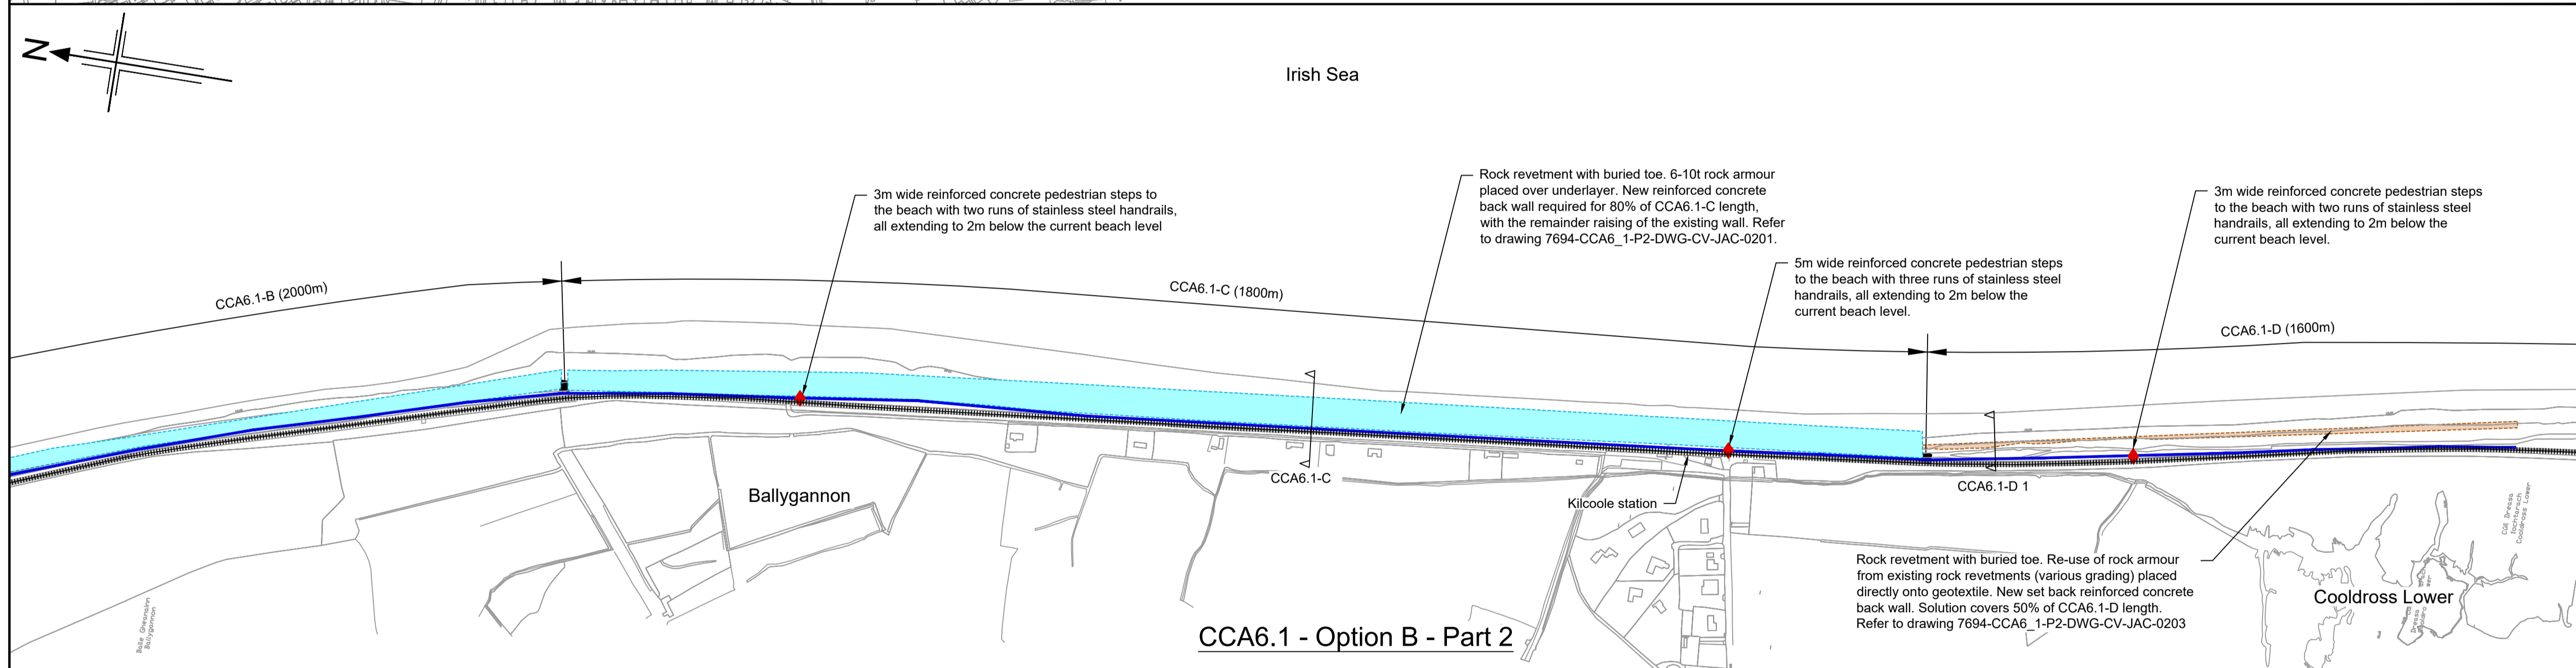 N
Irish Sea
Rock revetment with buried toe. 6-10t rock armour
placed over underlayer. New reinforced concrete
back wall required for 80% of CCA6.1-C length,
with the remainder raising of the existing wall. Refer
to drawing 7694-CCA6_1-P2-DWG-CV-JAC-0201.
3m wide reinforced concrete pedestrian steps to
the beach with two runs of stainless steel handrails,
all extending to 2m below the current beach level
3m wide reinforced concrete pedestrian steps
to the beach with two runs of stainless steel
handrails, all extending to 2m below the
current beach level.
5m wide reinforced concrete pedestrian steps
to the beach with three runs of stainless steel
handrails, all extending to 2m below the
current beach level.
CCA6.1-B (2000m)
CCA6.1-C (1800m)
CCA6.1-D (1600m)
CCA6.1-C
CCA6.1-D 1
Ballygannon
Kilcoole station
Rock revetment with buried toe. Re-use of rock armour
from existing rock revetments (various grading) placed
directly onto geotextile. New set back reinforced concrete
back wall. Solution covers 50% of CCA6.1-D length.
Refer to drawing 7694-CCA6_1-P2-DWG-CV-JAC-0203
Cooldross Lower
Ballygannon
Cooldross Lower
CCA6.1 - Option B - Part 2